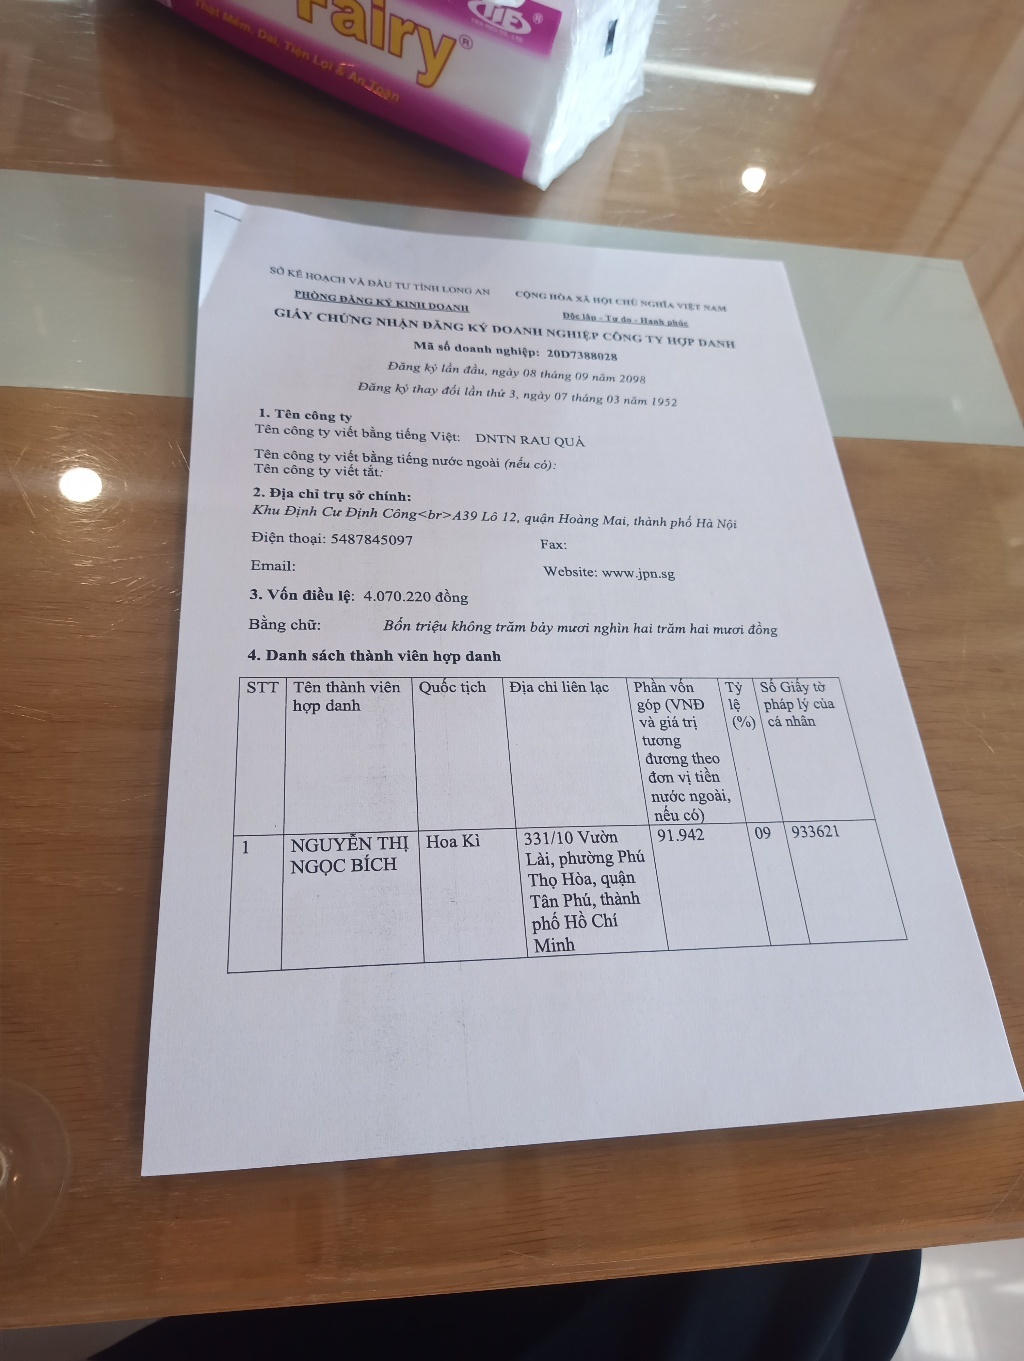 Fairy®
Thật Mềm, Dai, Tiện Lợi & An Toàn
SỞ KẾ HOẠCH VÀ ĐẦU TƯ TỈNH LONG AN
CỘNG HÒA XÃ HỘI CHỦ NGHĨA VIỆT NAM
PHÒNG ĐĂNG KÝ KINH DOANH
Độc lập - Tự do - Hạnh phúc
GIẤY CHỨNG NHẬN ĐĂNG KÝ DOANH NGHIỆP CÔNG TY HỢP DANH
Mã số doanh nghiệp: 20D7388028
Đăng ký lần đầu, ngày 08 tháng 09 năm 2098
Đăng ký thay đổi lần thứ 3, ngày 07 tháng 03 năm 1952
1. Tên công ty
Tên công ty viết bằng tiếng Việt: DNTN RAU QUẢ
Tên công ty viết bằng tiếng nước ngoài (nếu có):
Tên công ty viết tắt:
2. Địa chỉ trụ sở chính:
Khu Định Cư Định Công<br>A39 Lô 12, quận Hoàng Mai, thành phố Hà Nội
Điện thoại: 5487845097
Fax:
Email:
Website: www.jpn.sg
3. Vốn điều lệ: 4.070.220 đồng
Bằng chữ: Bốn triệu không trăm bảy mươi nghìn hai trăm hai mươi đồng
4. Danh sách thành viên hợp danh
STT
Tên thành viên
hợp danh
Quốc tịch
Địa chỉ liên lạc
Phần vốn
góp (VNĐ
và giá trị
tương
đương theo
đơn vị tiền
nước ngoài,
nếu có)
Tỷ
lệ
(%)
Số Giấy tờ
pháp lý của
cá nhân
1
NGUYỄN THỊ
NGỌC BÍCH
Hoa Kì
331/10 Vườn
Lài, phường Phú
Thọ Hòa, quận
Tân Phú, thành
phố Hồ Chí
Minh
91.942
09
933621